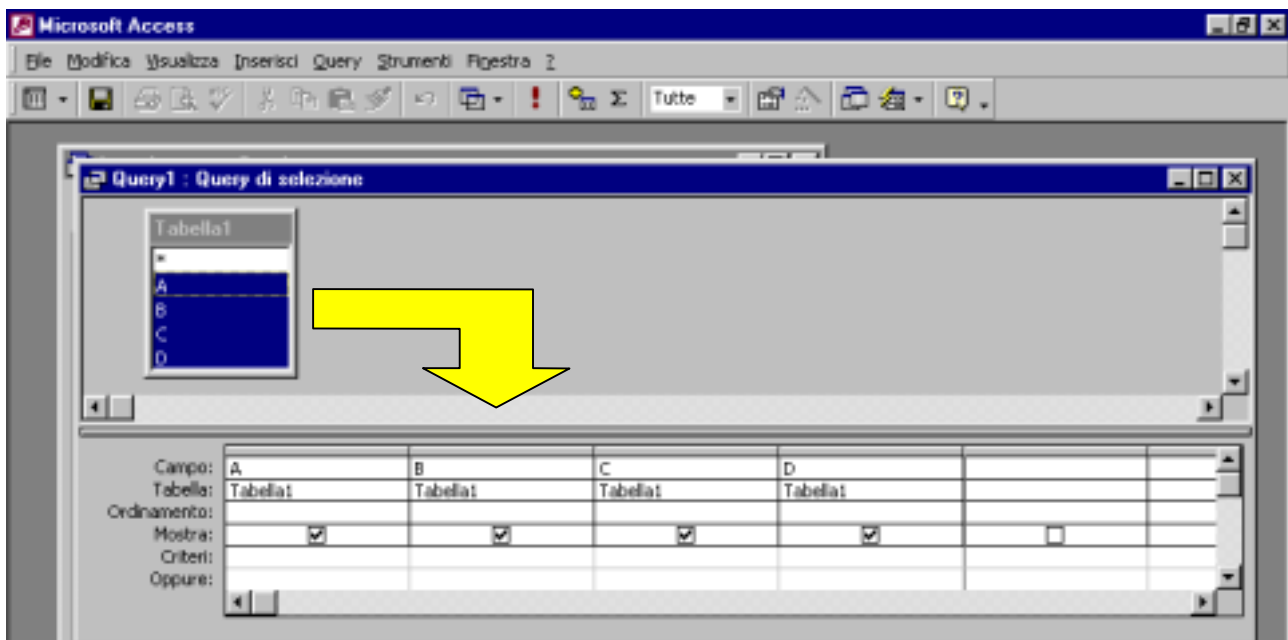 Microsoft Access
File Modifica Visualizza Inserisci Query Strumenti Finestra ?
Tutte
Query1 : Query di selezione
Tabella1
*
A
B
C
D
Campo: A B C D
Tabella: Tabella1 Tabella1 Tabella1 Tabella1
Ordinamento:
Mostra:
Criteri:
Oppure: